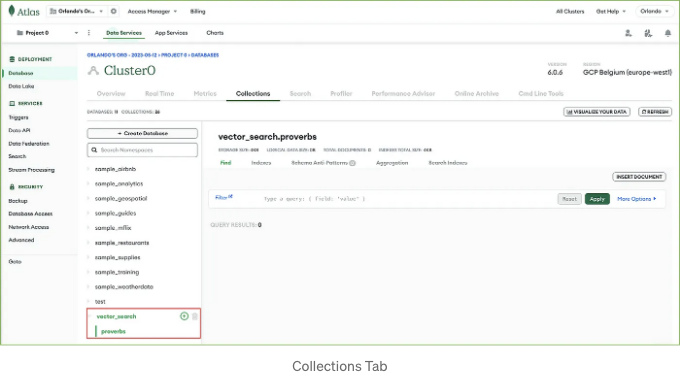 Atlas
Orlando's Or...
Access Manager
Billing
All Clusters
Get Help
Orlando
Project 0
Data Services
App Services
Charts
DEPLOYMENT
Database
Data Lake
SERVICES
Triggers
Data API
Data Federation
Search
Stream Processing
SECURITY
Backup
Database Access
Network Access
Advanced
Goto
ORLANDO'S ORG - 2023-05-12 > PROJECT 0 > DATABASES
Cluster0
VERSION
6.0.6
REGION
GCP Belgium (europe-west1)
Overview
Real Time
Metrics
Collections
Search
Profiler
Performance Advisor
Online Archive
Cmd Line Tools
DATABASES: COLLECTIONS:
VISUALIZE YOUR DATA
REFRESH
+ Create Database
Search Namespaces
sample_airbnb
sample_analytics
sample_geospatial
sample_guides
sample_mflix
sample_restaurants
sample_supplies
sample_training
sample_weatherdata
test
vector_search
proverbs
vector_search.proverbs
STORAGE SIZE: LOGICAL DATA SIZE: 0B TOTAL DOCUMENTS: 0 INDEXES TOTAL SIZE:
Find
Indexes
Schema Anti-Patterns
Aggregation
Search Indexes
INSERT DOCUMENT
Filter
Type a query: { field: 'value' }
Reset
Apply
More Options
QUERY RESULTS: 0
Collections Tab